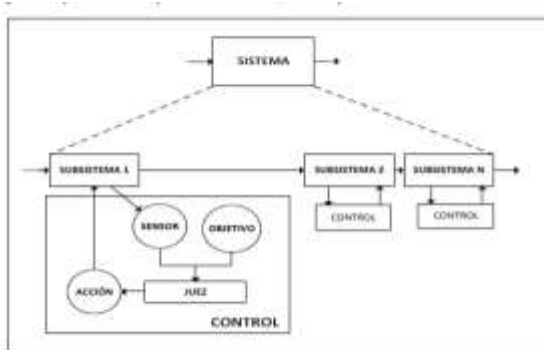 SISTEMA
SUBSISTEMA 1
SUBSISTEMA 2
SUBSISTEMA N
CONTROL
CONTROL
SENSOR
OBJETIVO
ACCIÓN
JUEZ
CONTROL